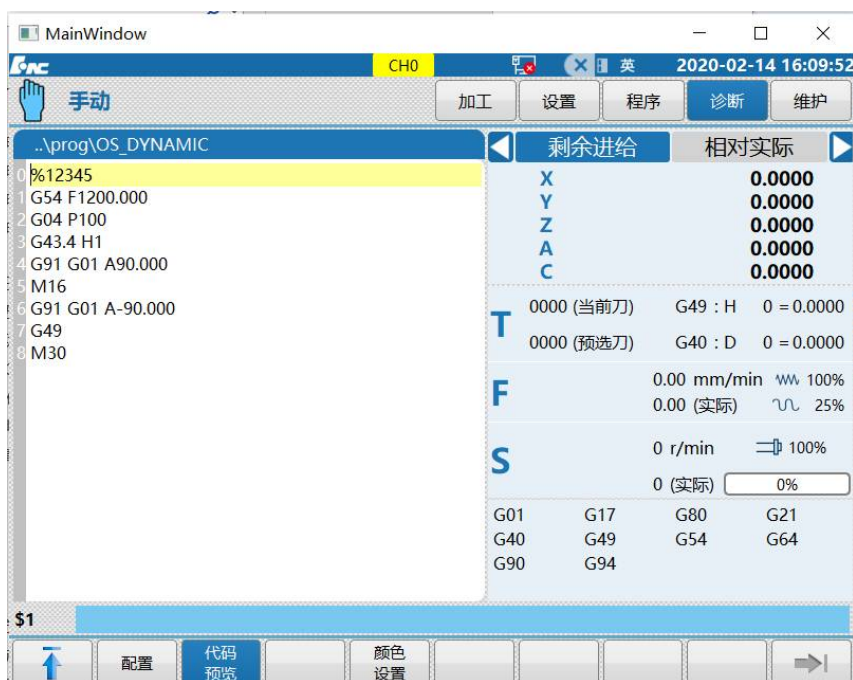 MainWindow
CH0 英 2020-02-14 16:09:52
手动 加工 设置 程序 诊断 维护
..\prog\OS_DYNAMIC
0 %12345
1 G54 F1200.000
2 G04 P100
3 G43.4 H1
4 G91 G01 A90.000
5 M16
6 G91 G01 A-90.000
7 G49
8 M30
剩余进给 相对实际
X 0.0000
Y 0.0000
Z 0.0000
A 0.0000
C 0.0000
T
0000 (当前刀) G49 : H 0 = 0.0000
0000 (预选刀) G40 : D 0 = 0.0000
F
0.00 mm/min 100%
0.00 (实际) 25%
S
0 r/min 100%
0 (实际) 0%
G01 G17 G80 G21
G40 G49 G54 G64
G90 G94
$1
配置 代码预览 颜色设置